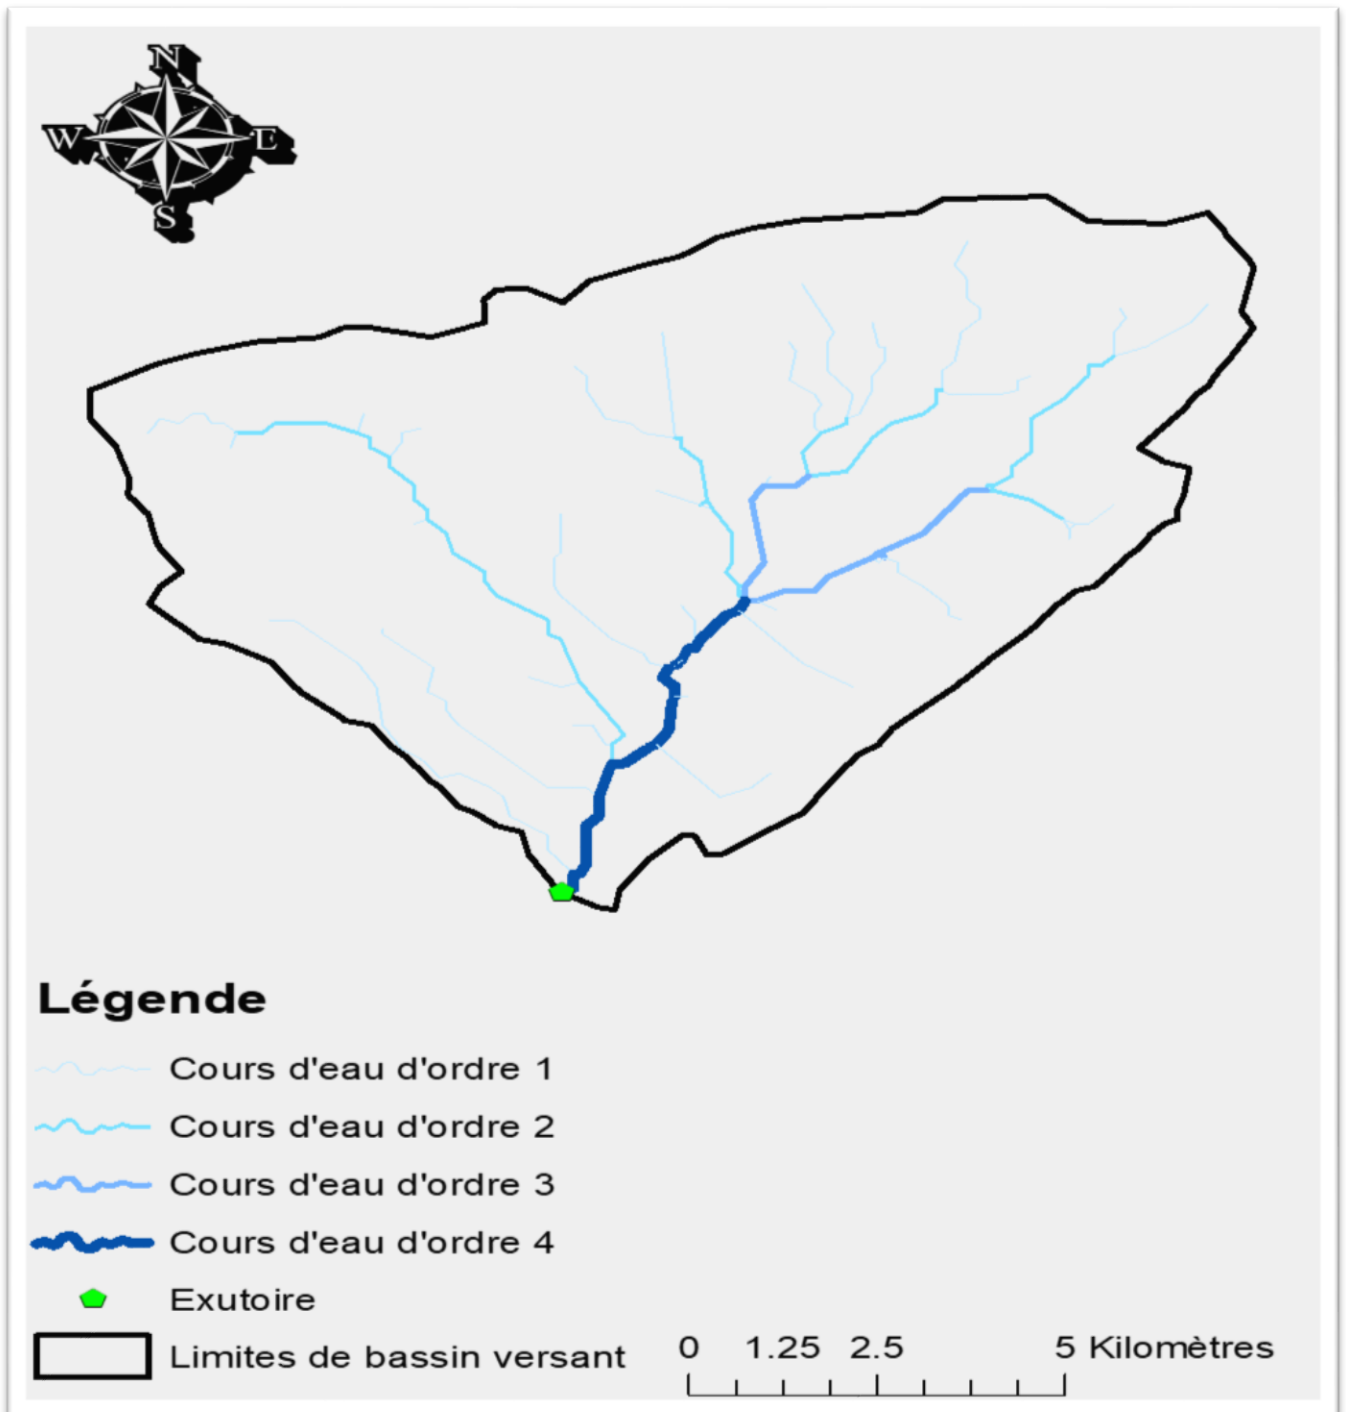 N
W E
S
Légende
Cours d'eau d'ordre 1
Cours d'eau d'ordre 2
Cours d'eau d'ordre 3
Cours d'eau d'ordre 4
Exutoire
Limites de bassin versant
0 1.25 2.5 5 Kilomètres